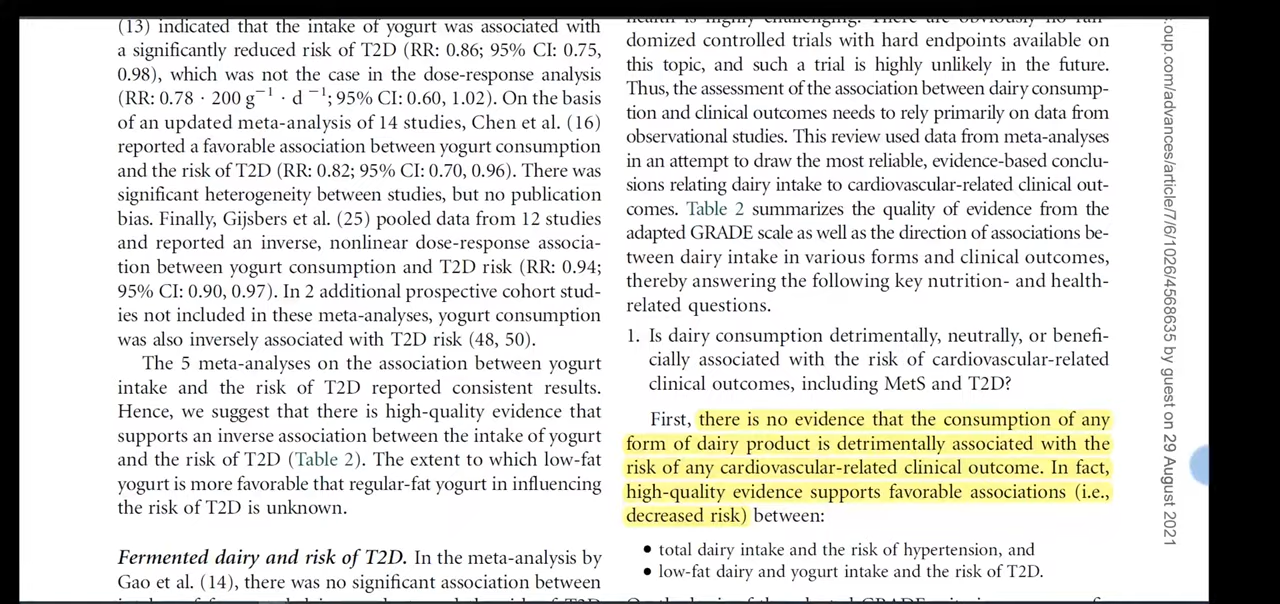 (13) indicated that the intake of yogurt was associated with
a significantly reduced risk of T2D (RR: 0.86; 95% CI: 0.75,
0.98), which was not the case in the dose-response analysis
(RR: 0.78 · 200 g⁻¹ · d ⁻¹; 95% CI: 0.60, 1.02). On the basis
of an updated meta-analysis of 14 studies, Chen et al. (16)
reported a favorable association between yogurt consumption
and the risk of T2D (RR: 0.82; 95% CI: 0.70, 0.96). There was
significant heterogeneity between studies, but no publication
bias. Finally, Gijsbers et al. (25) pooled data from 12 studies
and reported an inverse, nonlinear dose-response associa-
tion between yogurt consumption and T2D risk (RR: 0.94;
95% CI: 0.90, 0.97). In 2 additional prospective cohort stud-
ies not included in these meta-analyses, yogurt consumption
was also inversely associated with T2D risk (48, 50).
The 5 meta-analyses on the association between yogurt
intake and the risk of T2D reported consistent results.
Hence, we suggest that there is high-quality evidence that
supports an inverse association between the intake of yogurt
and the risk of T2D (Table 2). The extent to which low-fat
yogurt is more favorable that regular-fat yogurt in influencing
the risk of T2D is unknown.
Fermented dairy and risk of T2D. In the meta-analysis by
Gao et al. (14), there was no significant association between
health is highly challenging. There are obviously no ran-
domized controlled trials with hard endpoints available on
this topic, and such a trial is highly unlikely in the future.
Thus, the assessment of the association between dairy consump-
tion and clinical outcomes needs to rely primarily on data from
observational studies. This review used data from meta-analyses
in an attempt to draw the most reliable, evidence-based conclu-
sions relating dairy intake to cardiovascular-related clinical out-
comes. Table 2 summarizes the quality of evidence from the
adapted GRADE scale as well as the direction of associations be-
tween dairy intake in various forms and clinical outcomes,
thereby answering the following key nutrition- and health-
related questions.
1. Is dairy consumption detrimentally, neutrally, or benefi-
cially associated with the risk of cardiovascular-related
clinical outcomes, including MetS and T2D?
First, there is no evidence that the consumption of any
form of dairy product is detrimentally associated with the
risk of any cardiovascular-related clinical outcome. In fact,
high-quality evidence supports favorable associations (i.e.,
decreased risk) between:
• total dairy intake and the risk of hypertension, and
• low-fat dairy and yogurt intake and the risk of T2D.
.oup.com/advances/article/7/6/1026/4568635 by guest on 29 August 2021